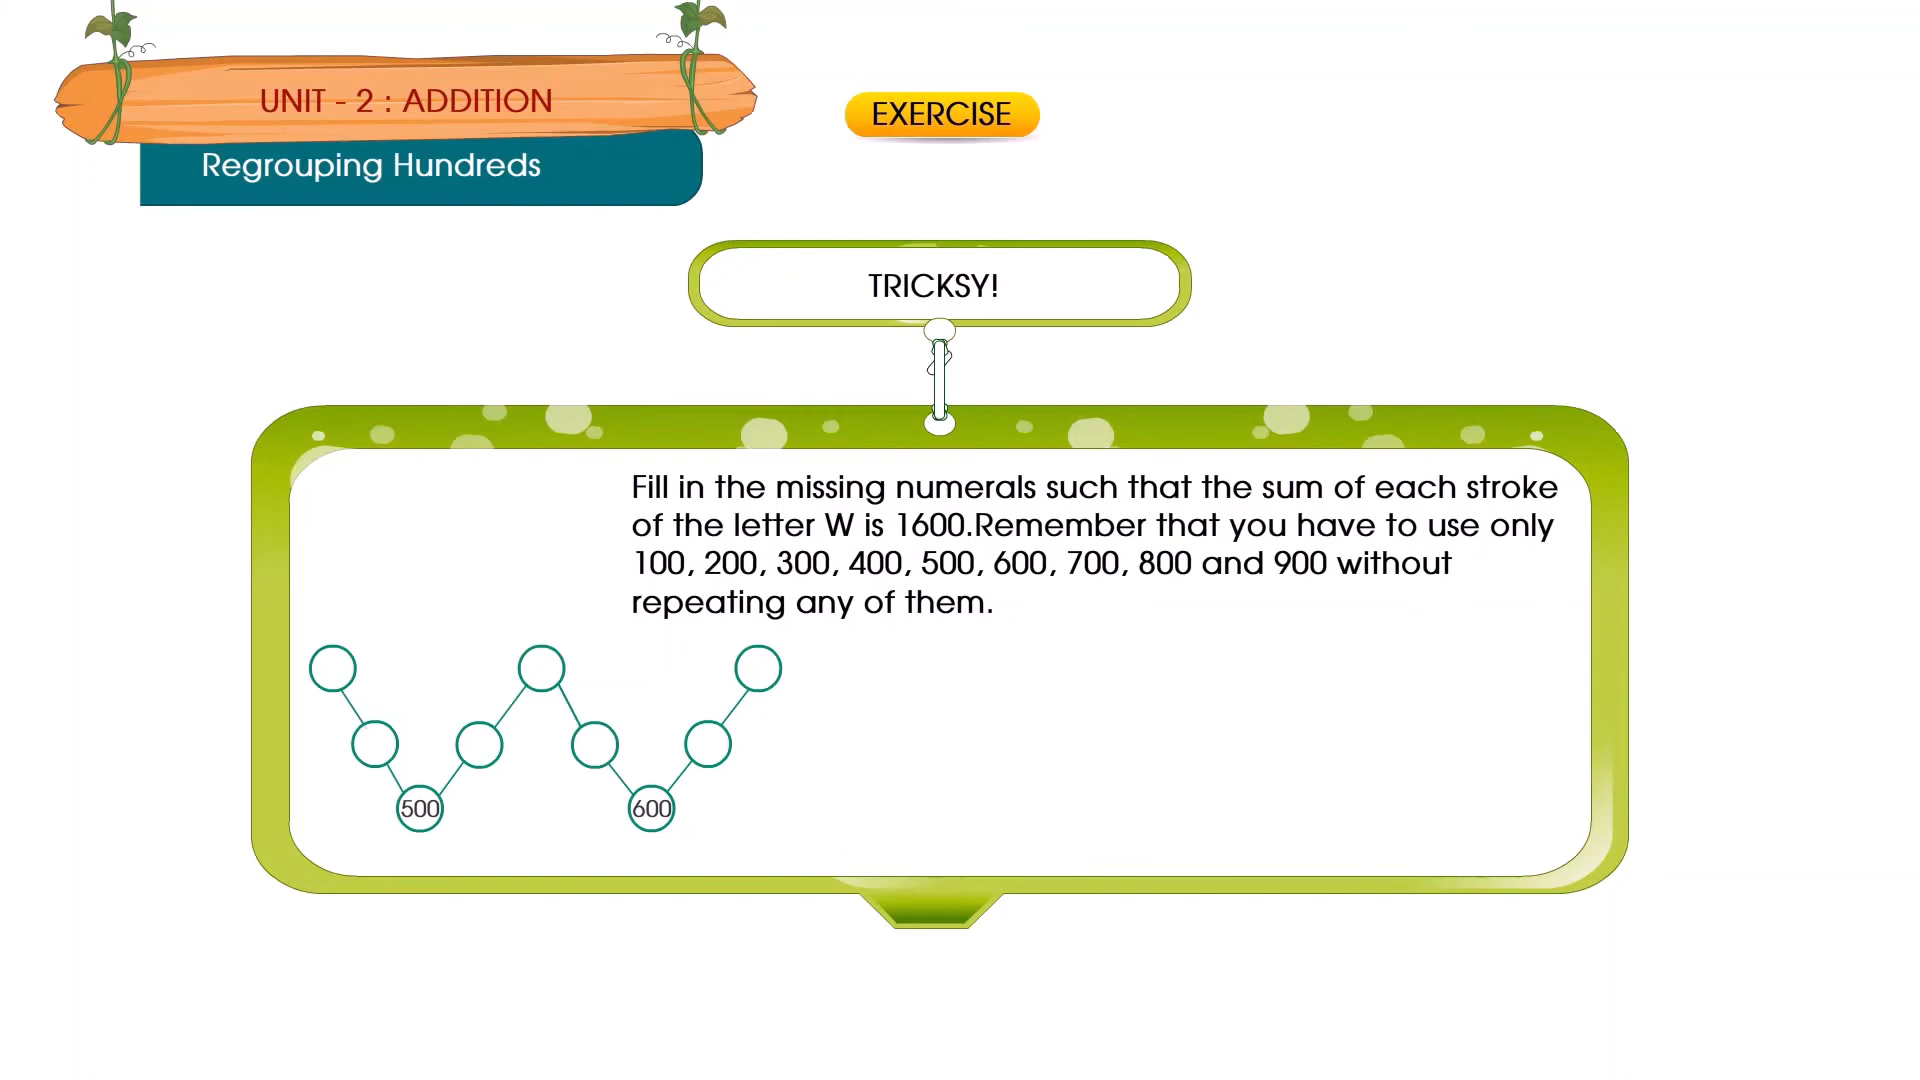 UNIT - 2 : ADDITION
EXERCISE
Regrouping Hundreds
TRICKSY!
Fill in the missing numerals such that the sum of each stroke
of the letter W is 1600.Remember that you have to use only
100, 200, 300, 400, 500, 600, 700, 800 and 900 without
repeating any of them.
500
600